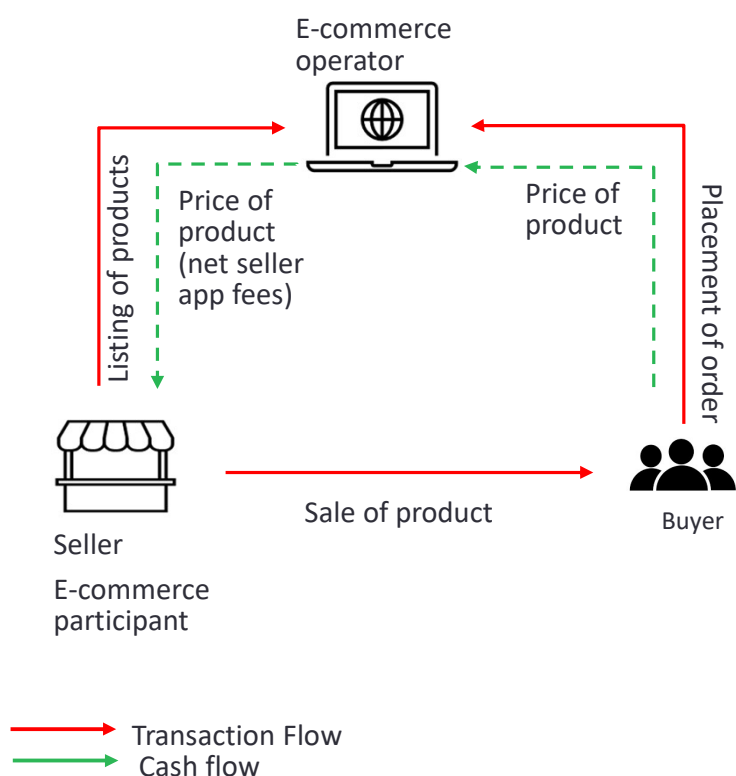 E-commerce
operator
Listing of products
Price of
product
(net seller
app fees)
Price of
product
Placement of order
Sale of product
Seller
E-commerce
participant
Buyer
Transaction Flow
Cash flow